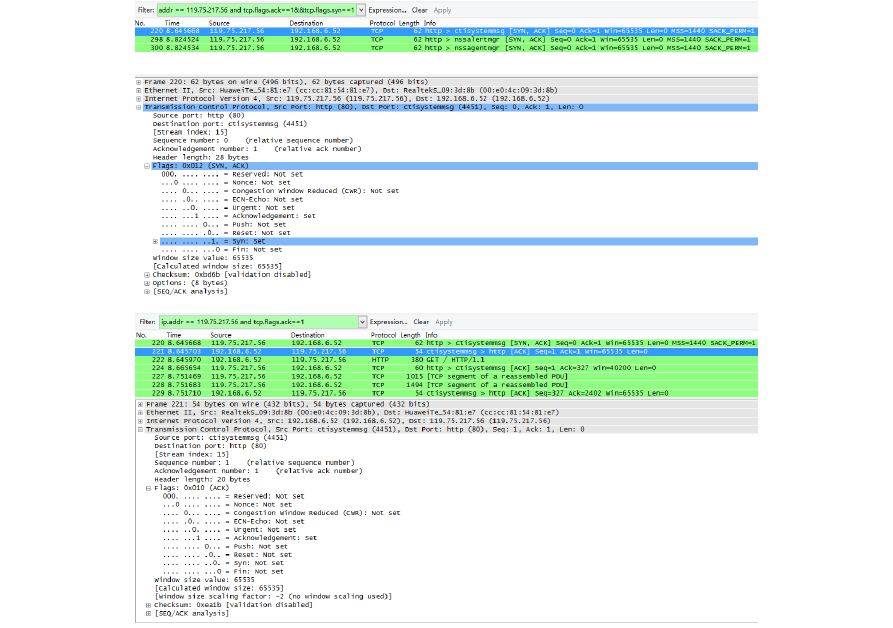 Filter: addr == 119.75.217.56 and tcp.flags.ack==1&&tcp.flags.syn==1 Expression... Clear Apply
No. Time Source Destination Protocol Length Info
220 8.645668 119.75.217.56 192.168.6.52 TCP 62 http > ctisystemmsg [SYN, ACK] Seq=0 Ack=1 Win=65535 Len=0 MSS=1440 SACK_PERM=1
298 8.824524 119.75.217.56 192.168.6.52 TCP 62 http > nssalertmgr [SYN, ACK] Seq=0 Ack=1 Win=65535 Len=0 MSS=1440 SACK_PERM=1
300 8.824534 119.75.217.56 192.168.6.52 TCP 62 http > nssagentmgr [SYN, ACK] Seq=0 Ack=1 Win=65535 Len=0 MSS=1440 SACK_PERM=1
Frame 220: 62 bytes on wire (496 bits), 62 bytes captured (496 bits)
Ethernet II, Src: HuaweiTe_54:81:e7 (cc:cc:81:54:81:e7), Dst: RealtekS_09:3d:8b (00:e0:4c:09:3d:8b)
Internet Protocol Version 4, Src: 119.75.217.56 (119.75.217.56), Dst: 192.168.6.52 (192.168.6.52)
Transmission Control Protocol, Src Port: http (80), Dst Port: ctisystemmsg (4451), Seq: 0, Ack: 1, Len: 0
Source port: http (80)
Destination port: ctisystemmsg (4451)
[Stream index: 15]
Sequence number: 0 (relative sequence number)
Acknowledgement number: 1 (relative ack number)
Header length: 28 bytes
Flags: 0x012 (SYN, ACK)
000. .... .... = Reserved: Not set
...0 .... .... = Nonce: Not set
.... 0... .... = Congestion Window Reduced (CWR): Not set
.... .0.. .... = ECN-Echo: Not set
.... ..0. .... = Urgent: Not set
.... ...1 .... = Acknowledgement: Set
.... .... 0... = Push: Not set
.... .... .0.. = Reset: Not set
.... .... ..1. = Syn: Set
.... .... ...0 = Fin: Not set
Window size value: 65535
[Calculated window size: 65535]
Checksum: 0xbd6b [validation disabled]
Options: (8 bytes)
[SEQ/ACK analysis]
Filter: ip.addr == 119.75.217.56 and tcp.flags.ack==1 Expression... Clear Apply
No. Time Source Destination Protocol Length Info
220 8.645668 119.75.217.56 192.168.6.52 TCP 62 http > ctisystemmsg [SYN, ACK] Seq=0 Ack=1 Win=65535 Len=0 MSS=1440 SACK_PERM=1
221 8.645703 192.168.6.52 119.75.217.56 TCP 54 ctisystemmsg > http [ACK] Seq=1 Ack=1 Win=65535 Len=0
222 8.645970 192.168.6.52 119.75.217.56 HTTP 380 GET / HTTP/1.1
224 8.665654 119.75.217.56 192.168.6.52 TCP 60 http > ctisystemmsg [ACK] Seq=1 Ack=327 Win=40200 Len=0
227 8.751469 119.75.217.56 192.168.6.52 TCP 1015 [TCP segment of a reassembled PDU]
228 8.751683 119.75.217.56 192.168.6.52 TCP 1494 [TCP segment of a reassembled PDU]
229 8.751710 192.168.6.52 119.75.217.56 TCP 54 ctisystemmsg > http [ACK] Seq=327 Ack=2402 Win=65535 Len=0
Frame 221: 54 bytes on wire (432 bits), 54 bytes captured (432 bits)
Ethernet II, Src: RealtekS_09:3d:8b (00:e0:4c:09:3d:8b), Dst: HuaweiTe_54:81:e7 (cc:cc:81:54:81:e7)
Internet Protocol Version 4, Src: 192.168.6.52 (192.168.6.52), Dst: 119.75.217.56 (119.75.217.56)
Transmission Control Protocol, Src Port: ctisystemmsg (4451), Dst Port: http (80), Seq: 1, Ack: 1, Len: 0
Source port: ctisystemmsg (4451)
Destination port: http (80)
[Stream index: 15]
Sequence number: 1 (relative sequence number)
Acknowledgement number: 1 (relative ack number)
Header length: 20 bytes
Flags: 0x010 (ACK)
000. .... .... = Reserved: Not set
...0 .... .... = Nonce: Not set
.... 0... .... = Congestion Window Reduced (CWR): Not set
.... .0.. .... = ECN-Echo: Not set
.... ..0. .... = Urgent: Not set
.... ...1 .... = Acknowledgement: Set
.... .... 0... = Push: Not set
.... .... .0.. = Reset: Not set
.... .... ..0. = Syn: Not set
.... .... ...0 = Fin: Not set
Window size value: 65535
[Calculated window size: 65535]
[Window size scaling factor: -2 (no window scaling used)]
Checksum: 0xea1b [validation disabled]
[SEQ/ACK analysis]